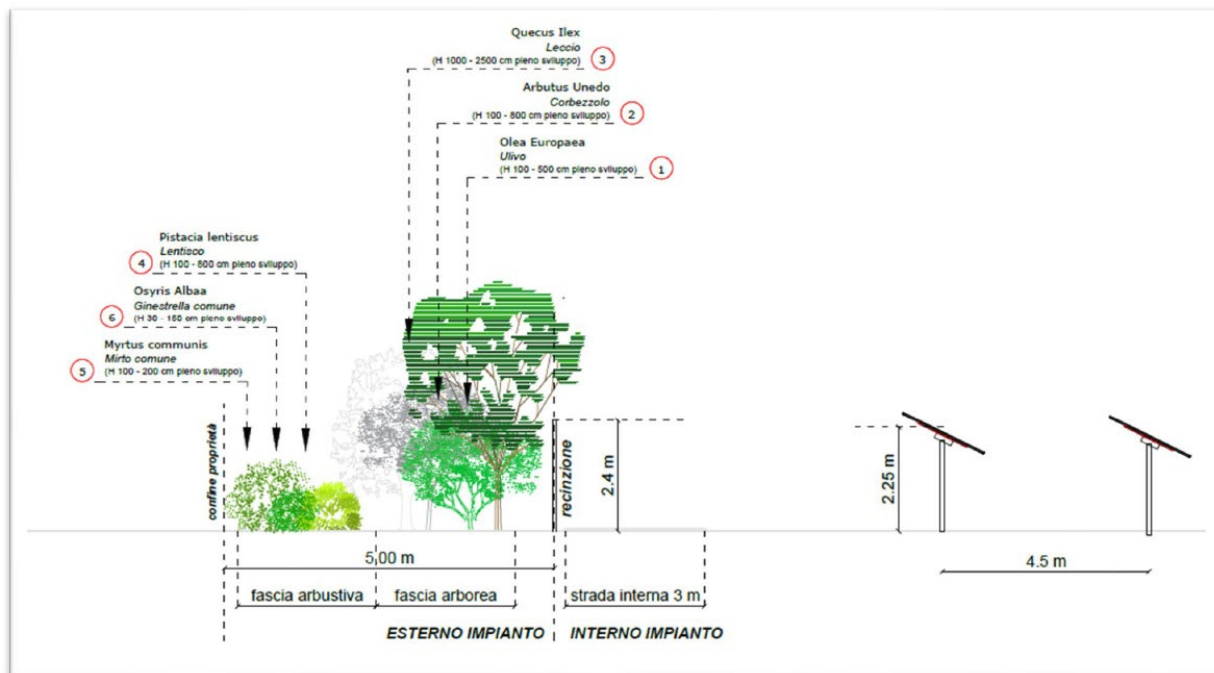 Quecus Ilex
Leccio
(H 1000 - 2500 cm pieno sviluppo)
3
Arbutus Unedo
Corbezzolo
(H 100 - 800 cm pieno sviluppo)
2
Olea Europaea
Ulivo
(H 100 - 500 cm pieno sviluppo)
1
Pistacia lentiscus
Lentisco
(H 100 - 600 cm pieno sviluppo)
4
Osyris Albaa
Ginestrella comune
(H 30 - 150 cm pieno sviluppo)
6
Myrtus communis
Mirto comune
(H 100 - 200 cm pieno sviluppo)
5
confine proprietà
recinzione
2.4 m
2.25 m
5,00 m
4.5 m
fascia arbustiva
fascia arborea
strada interna 3 m
ESTERNO IMPIANTO
INTERNO IMPIANTO